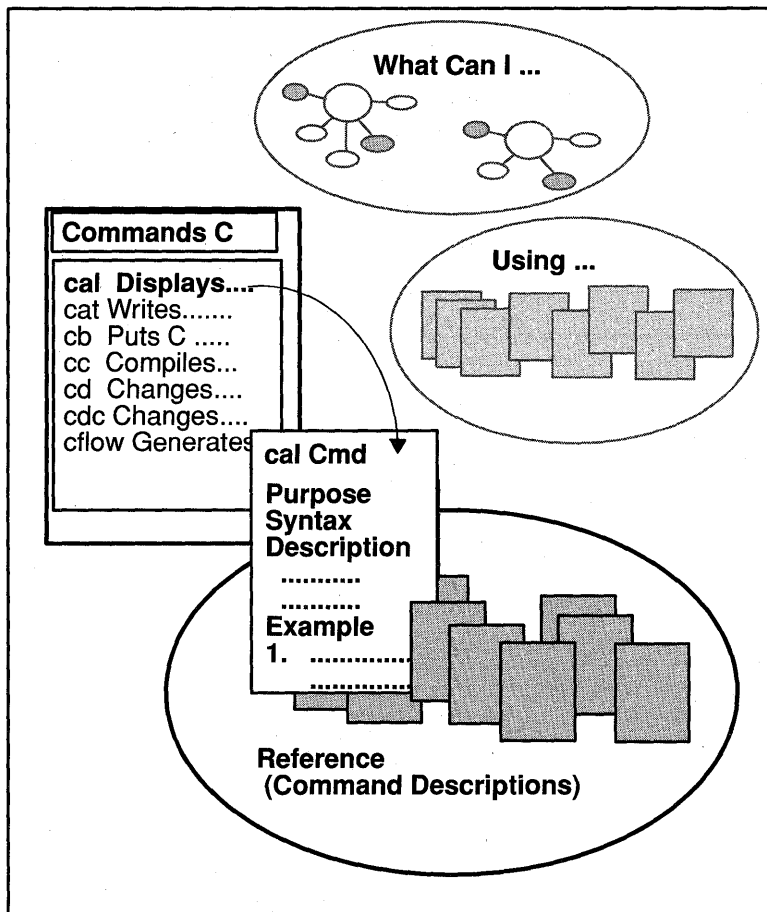 What Can I ...
Using ...
Commands C
cal Displays....
cat Writes.......
cb Puts C .....
cc Compiles...
cd Changes....
cdc Changes....
cflow Generates
cal Cmd
Purpose
Syntax
Description
...........
...........
Example
1. ..............
..............
Reference
(Command Descriptions)